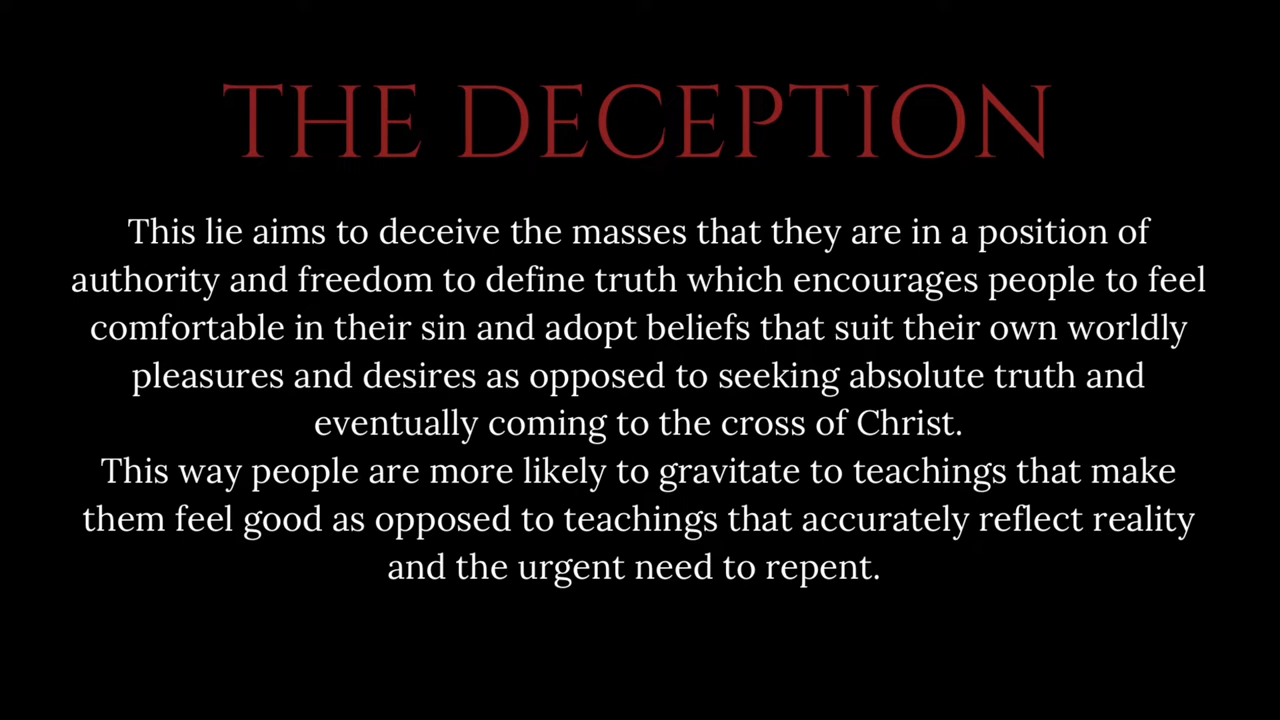 THE DECEPTION
This lie aims to deceive the masses that they are in a position of
authority and freedom to define truth which encourages people to feel
comfortable in their sin and adopt beliefs that suit their own worldly
pleasures and desires as opposed to seeking absolute truth and
eventually coming to the cross of Christ.
This way people are more likely to gravitate to teachings that make
them feel good as opposed to teachings that accurately reflect reality
and the urgent need to repent.